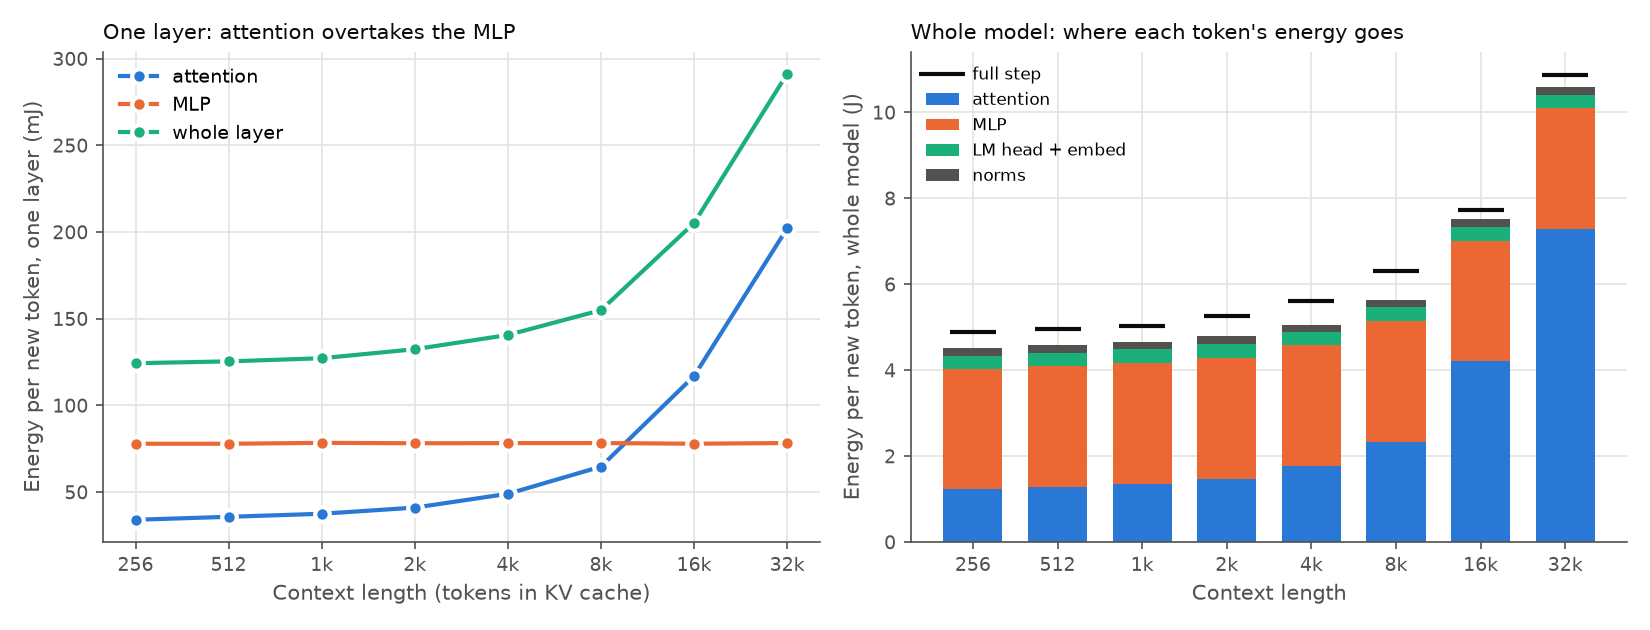 One layer: attention overtakes the MLP
Energy per new token, one layer (mJ)
300
250
200
150
100
50
attention
MLP
whole layer
256 512 1k 2k 4k 8k 16k 32k
Context length (tokens in KV cache)
Whole model: where each token's energy goes
Energy per new token, whole model (J)
10
8
6
4
2
0
full step
attention
MLP
LM head + embed
norms
256 512 1k 2k 4k 8k 16k 32k
Context length